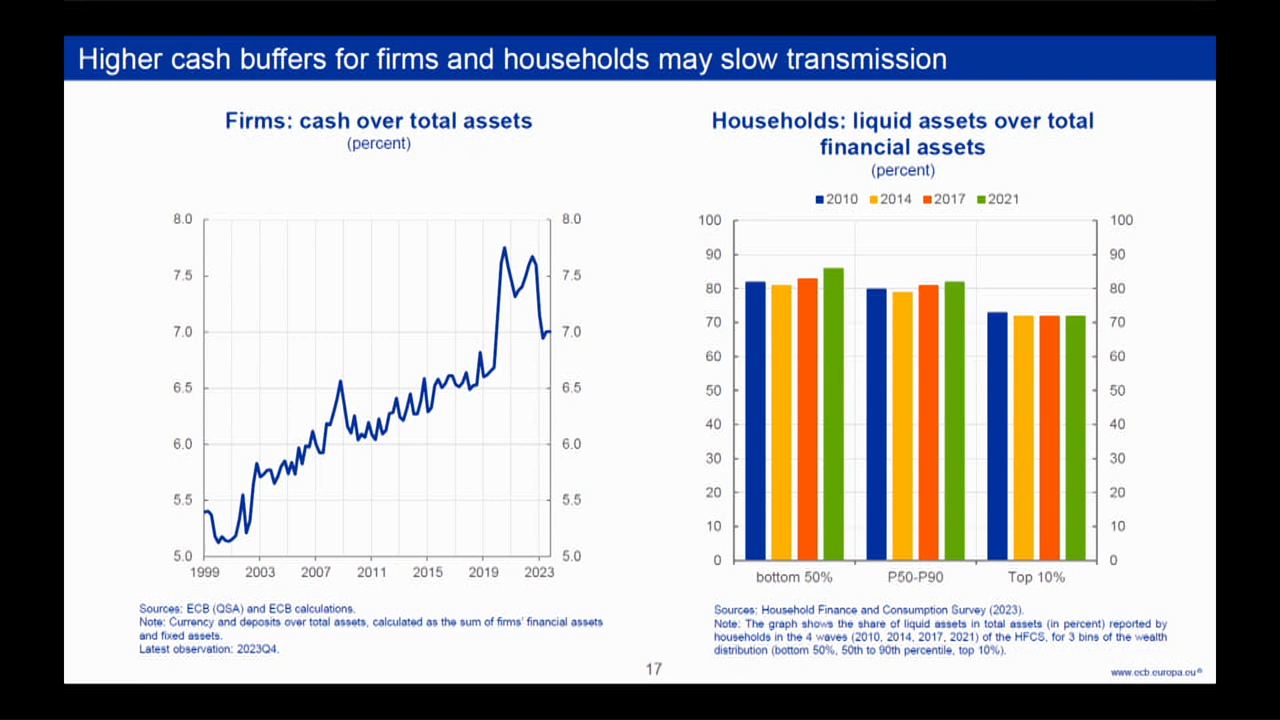 Higher cash buffers for firms and households may slow transmission
Firms: cash over total assets
(percent)
8.0 8.0
7.5 7.5
7.0 7.0
6.5 6.5
6.0 6.0
5.5 5.5
5.0 5.0
1999 2003 2007 2011 2015 2019 2023
Sources: ECB (QSA) and ECB calculations.
Note: Currency and deposits over total assets, calculated as the sum of firms' financial assets
and fixed assets.
Latest observation: 2023Q4.
Households: liquid assets over total
financial assets
(percent)
2010 2014 2017 2021
100 100
90 90
80 80
70 70
60 60
50 50
40 40
30 30
20 20
10 10
0 0
bottom 50% P50-P90 Top 10%
Sources: Household Finance and Consumption Survey (2023).
Note: The graph shows the share of liquid assets in total assets (in percent) reported by
households in the 4 waves (2010, 2014, 2017, 2021) of the HFCS, for 3 bins of the wealth
distribution (bottom 50%, 50th to 90th percentile, top 10%).
17
www.ecb.europa.eu©